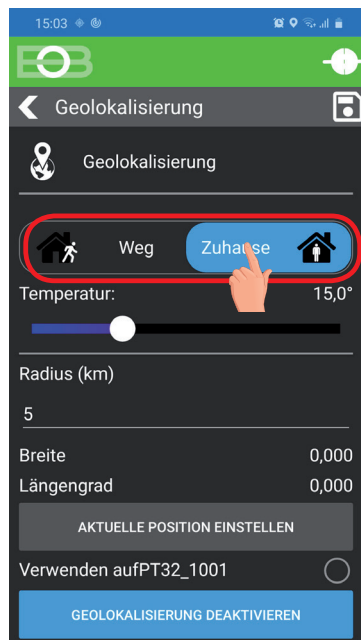 15:03
EOB
Geolokalisierung
Geolokalisierung
Weg Zuhause
Temperatur: 15,0°
Radius (km)
5
Breite 0,000
Längengrad 0,000
AKTUELLE POSITION EINSTELLEN
Verwenden aufPT32_1001
GEOLOKALISIERUNG DEAKTIVIEREN